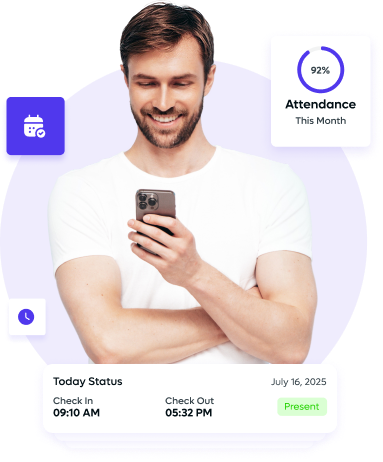 92%
Attendance
This Month
Today Status
July 16, 2025
Check In
Check Out
09:10 AM
05:32 PM
Present